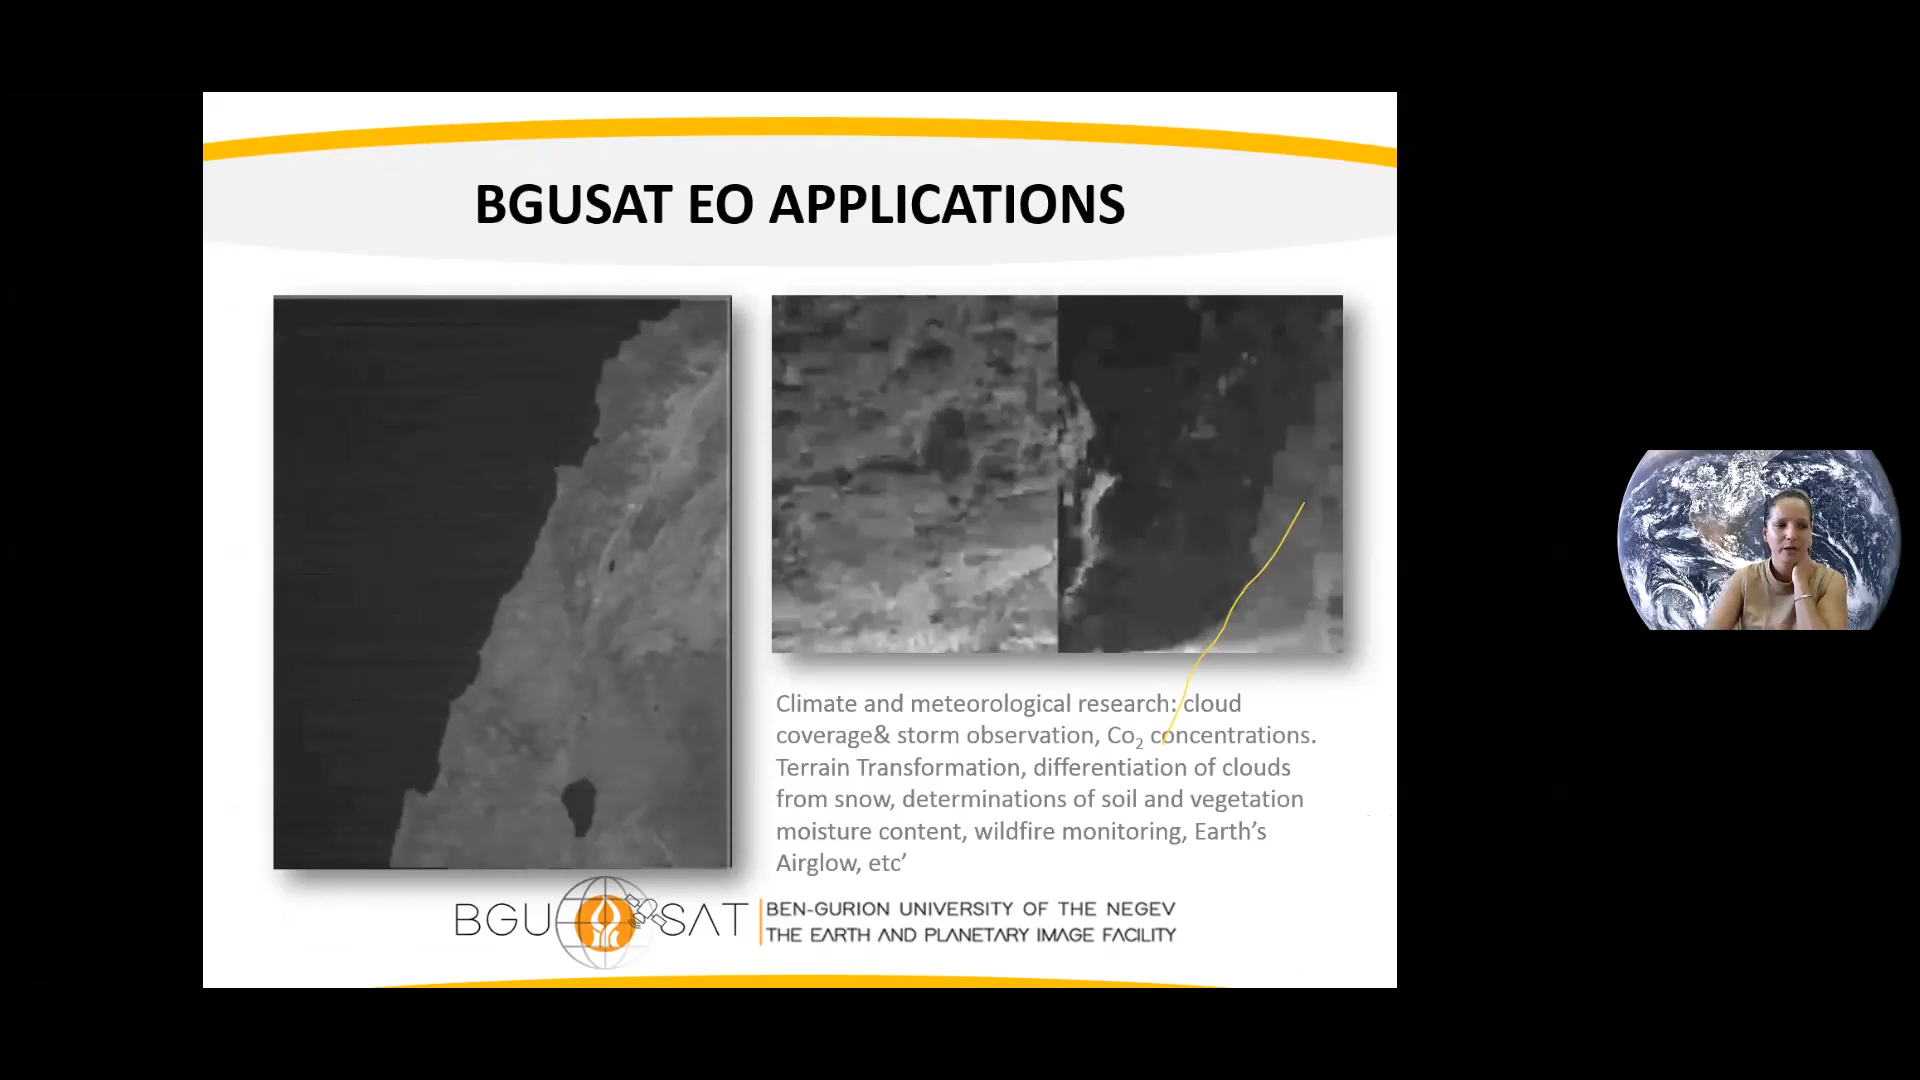 BGUSAT EO APPLICATIONS
Climate and meteorological research: cloud
coverage& storm observation, Co₂ concentrations.
Terrain Transformation, differentiation of clouds
from snow, determinations of soil and vegetation
moisture content, wildfire monitoring, Earth’s
Airglow, etc’
BGU SAT
BEN-GURION UNIVERSITY OF THE NEGEV
THE EARTH AND PLANETARY IMAGE FACILITY